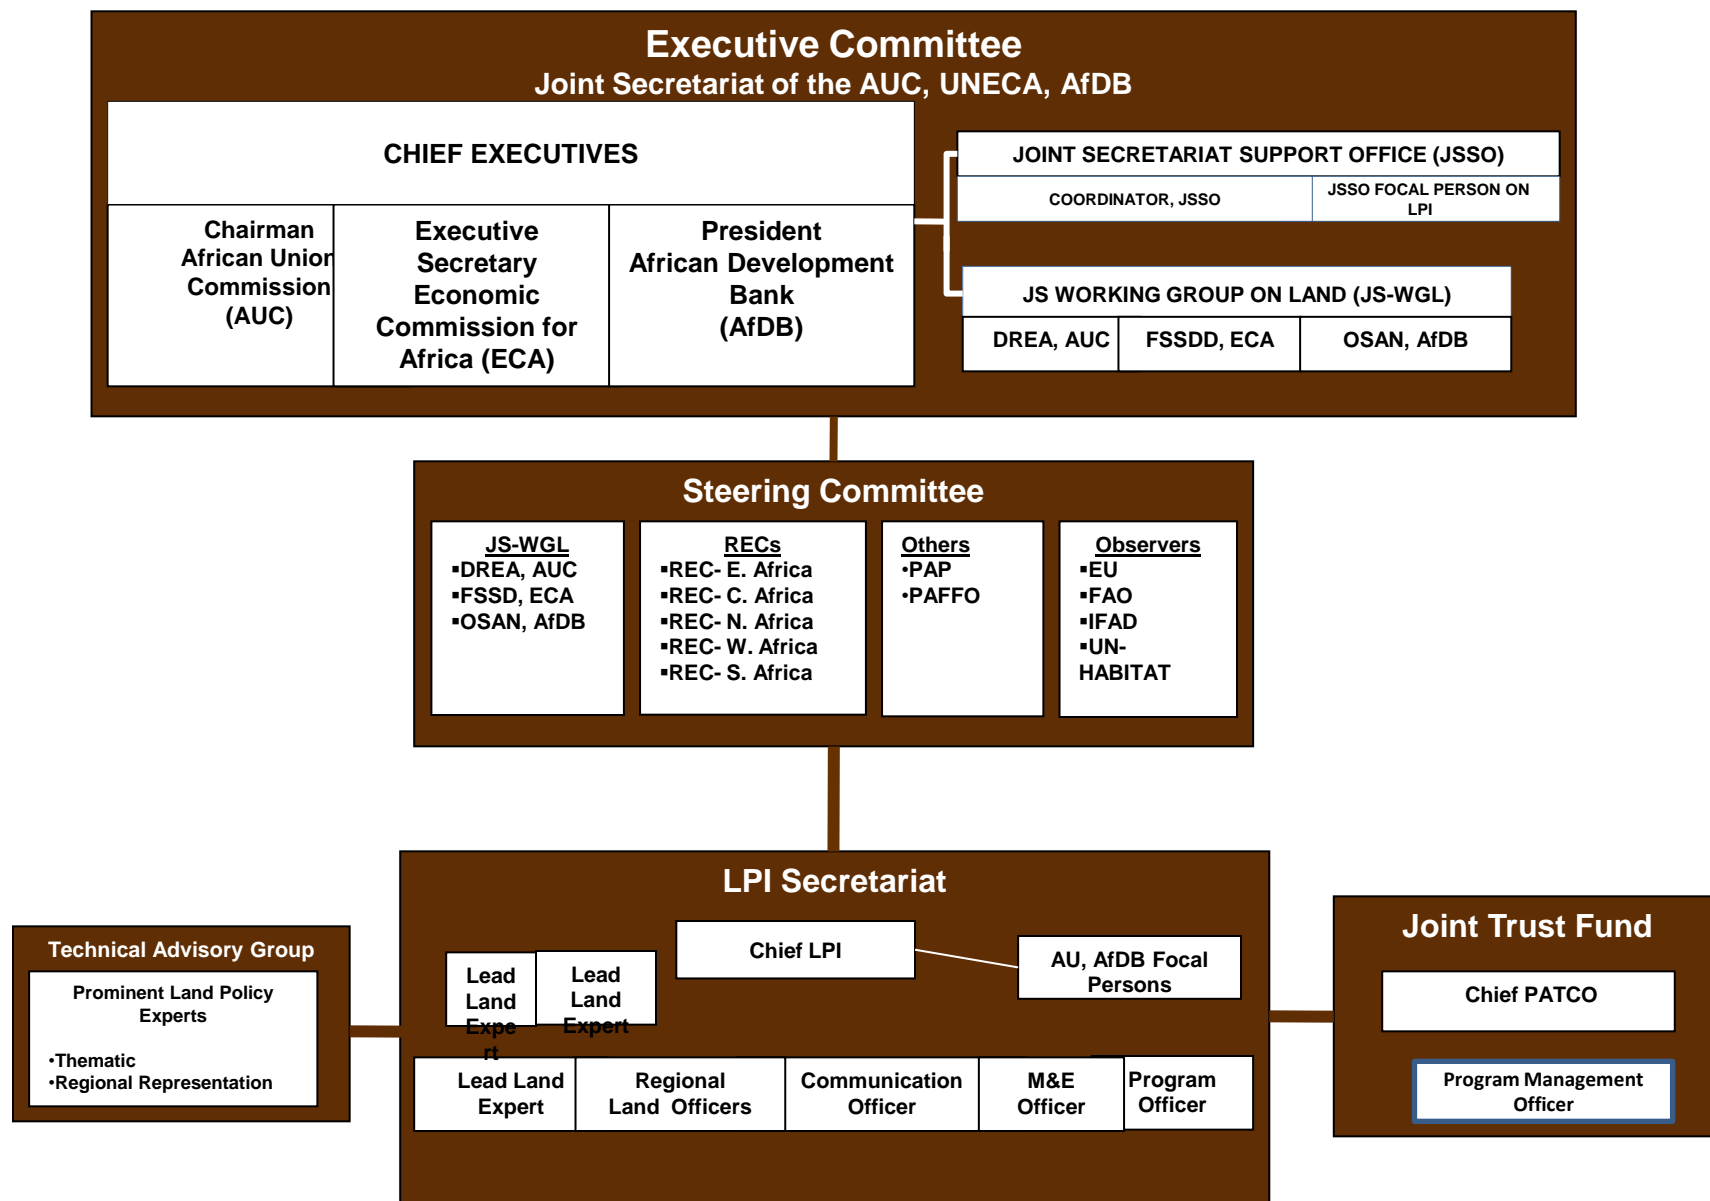 Executive Committee
Joint Secretariat of the AUC, UNECA, AfDB
CHIEF EXECUTIVES
Chairman
African Union
Commission
(AUC)
Executive
Secretary
Economic
Commission for
Africa (ECA)
President
African Development
Bank
(AfDB)
JOINT SECRETARIAT SUPPORT OFFICE (JSSO)
COORDINATOR, JSSO
JSSO FOCAL PERSON ON
LPI
JS WORKING GROUP ON LAND (JS-WGL)
DREA, AUC
FSSDD, ECA
OSAN, AfDB
Steering Committee
JS-WGL
▪DREA, AUC
▪FSSD, ECA
▪OSAN, AfDB
RECs
▪REC- E. Africa
▪REC- C. Africa
▪REC- N. Africa
▪REC- W. Africa
▪REC- S. Africa
Others
•PAP
•PAFFO
Observers
▪EU
▪FAO
▪IFAD
▪UN-
HABITAT
LPI Secretariat
Chief LPI
AU, AfDB Focal
Persons
Lead
Land
Expe
rt
Lead
Land
Expert
Lead Land
Expert
Regional
Land Officers
Communication
Officer
M&E
Officer
Program
Officer
Technical Advisory Group
Prominent Land Policy
Experts
•Thematic
•Regional Representation
Joint Trust Fund
Chief PATCO
Program Management
Officer